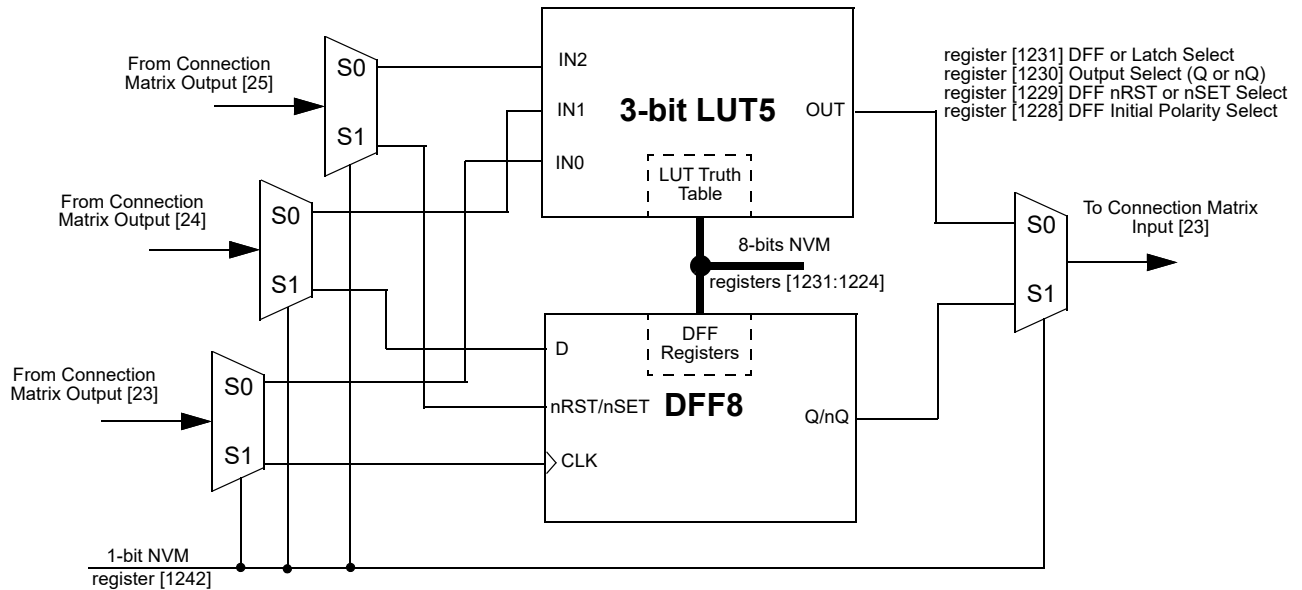 From Connection
Matrix Output [25]
S0
S1
IN2
IN1
IN0
3-bit LUT5
OUT
LUT Truth
Table
register [1231] DFF or Latch Select
register [1230] Output Select (Q or nQ)
register [1229] DFF nRST or nSET Select
register [1228] DFF Initial Polarity Select
From Connection
Matrix Output [24]
S0
S1
8-bits NVM
registers [1231:1224]
S0
S1
To Connection Matrix
Input [23]
From Connection
Matrix Output [23]
S0
S1
D
nRST/nSET
CLK
DFF
Registers
DFF8
Q/nQ
1-bit NVM
register [1242]